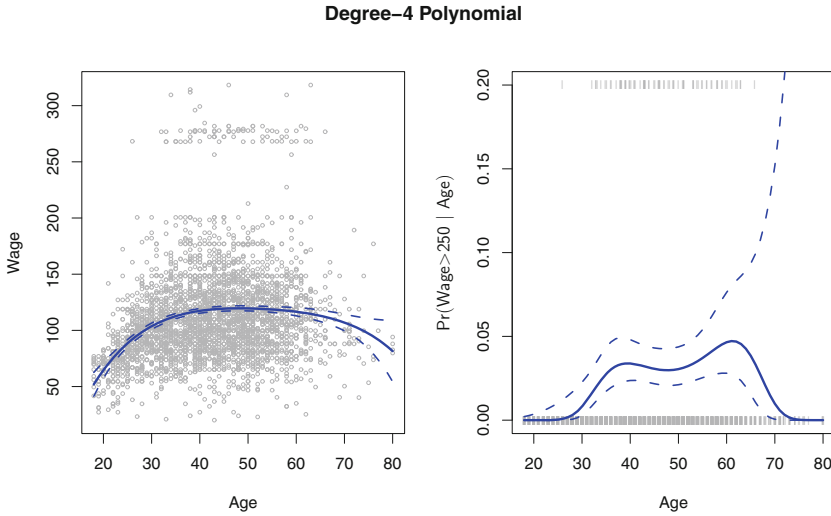 Degree−4 Polynomial
Wage
50 100 150 200 250 300
20 30 40 50 60 70 80
Age
Pr(Wage>250 | Age)
0.00 0.05 0.10 0.15 0.20
20 30 40 50 60 70 80
Age